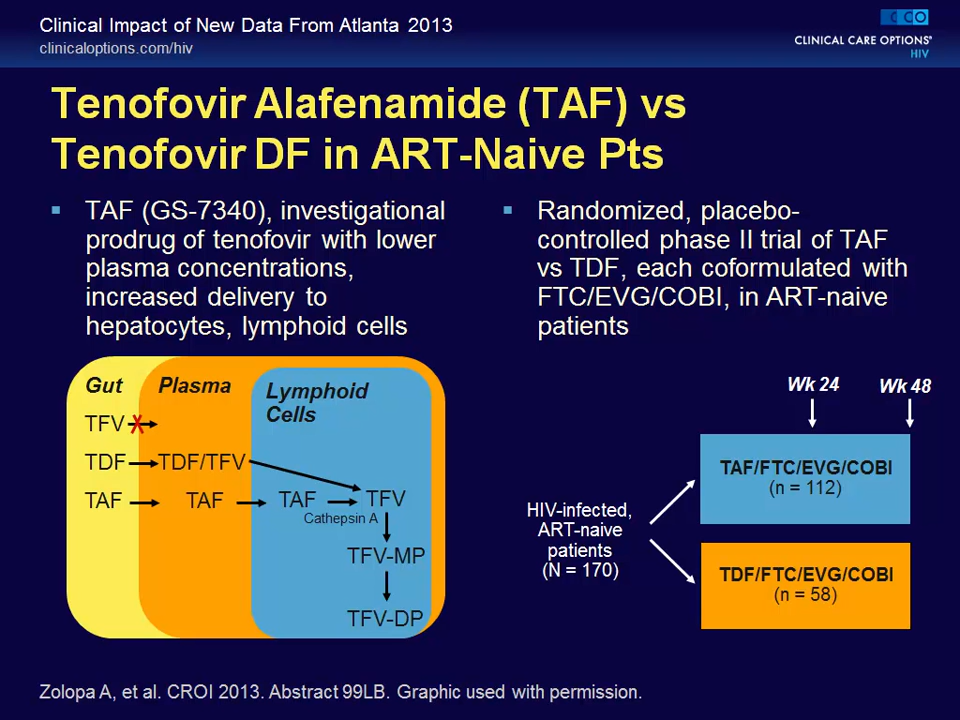 Clinical Impact of New Data From Atlanta 2013
clinicaloptions.com/hiv
CCO
CLINICAL CARE OPTIONS®
HIV
Tenofovir Alafenamide (TAF) vs
Tenofovir DF in ART-Naive Pts
▪ TAF (GS-7340), investigational
prodrug of tenofovir with lower
plasma concentrations,
increased delivery to
hepatocytes, lymphoid cells
▪ Randomized, placebo-
controlled phase II trial of TAF
vs TDF, each coformulated with
FTC/EVG/COBI, in ART-naive
patients
Gut Plasma Lymphoid
Cells
TFV
TDF TDF/TFV
TAF TAF TAF TFV
Cathepsin A
TFV-MP
TFV-DP
Wk 24 Wk 48
HIV-infected,
ART-naive
patients
(N = 170)
TAF/FTC/EVG/COBI
(n = 112)
TDF/FTC/EVG/COBI
(n = 58)
Zolopa A, et al. CROI 2013. Abstract 99LB. Graphic used with permission.